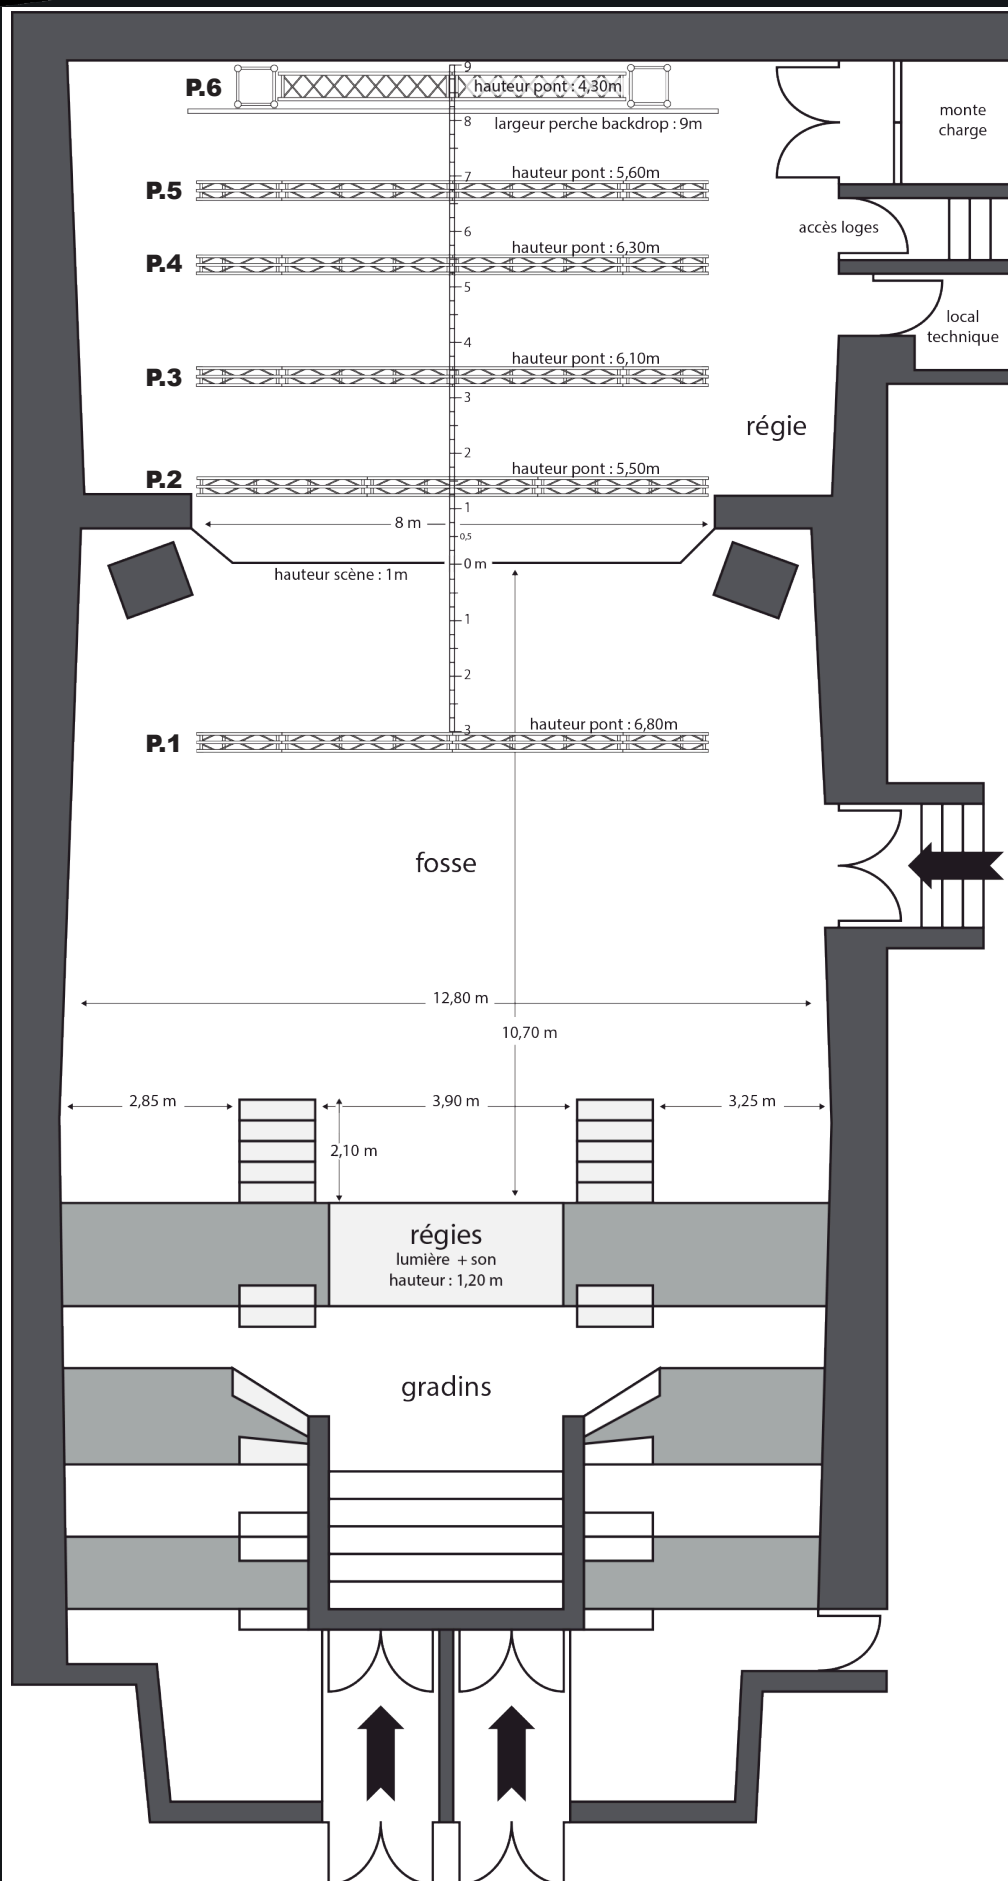 9
P.6
hauteur pont : 4,30m
monte
charge
8
largeur perche backdrop : 9m
7
hauteur pont : 5,60m
P.5
accès loges
6
hauteur pont : 6,30m
P.4
5
local
technique
4
hauteur pont : 6,10m
P.3
3
régie
2
hauteur pont : 5,50m
P.2
1
8 m
0,5
0 m
hauteur scène : 1m
1
2
3
hauteur pont : 6,80m
P.1
fosse
12,80 m
10,70 m
2,85 m
3,90 m
3,25 m
2,10 m
régies
lumière + son
hauteur : 1,20 m
gradins